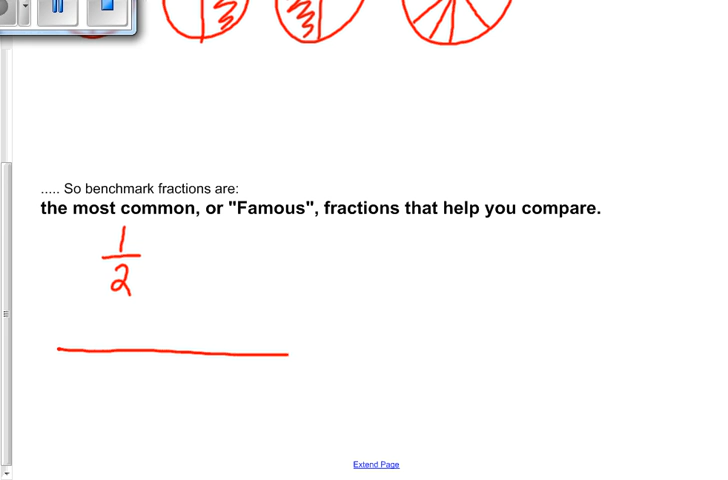 ..... So benchmark fractions are:
the most common, or "Famous", fractions that help you compare.
1
2
Extend Page